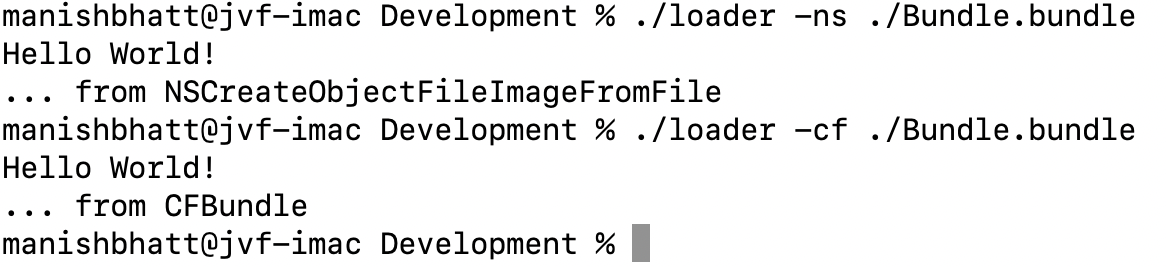 manishbhatt@jvf-imac Development % ./loader -ns ./Bundle.bundle
Hello World!
... from NSCreateObjectFileImageFromFile
manishbhatt@jvf-imac Development % ./loader -cf ./Bundle.bundle
Hello World!
... from CFBundle
manishbhatt@jvf-imac Development %